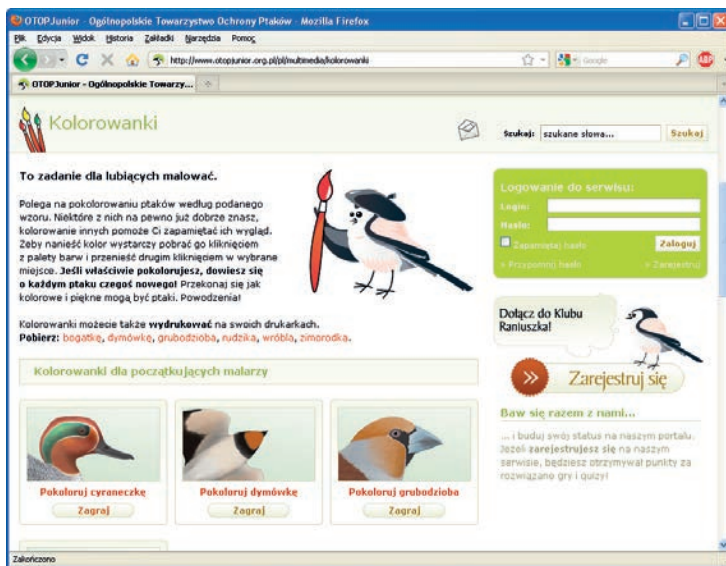 OTOPJunior - Ogólnopolskie Towarzystwo Ochrony Ptaków - Mozilla Firefox
Plik Edycja Widok Historia Zakładki Narzędzia Pomoc
http://www.otopjunior.org.pl/pl/multimedia/kolorowanki
Google
ABP
OTOPJunior - Ogólnopolskie Towarzy...
Kolorowanki
Szukaj: szukane słowa... Szukaj
To zadanie dla lubiących malować.
Polega na pokolorowaniu ptaków według podanego
wzoru. Niektóre z nich na pewno już dobrze znasz,
kolorowanie innych pomoże Ci zapamiętać ich wygląd.
Żeby nanieść kolor wystarczy pobrać go kliknięciem
z palety barw i przenieść drugim kliknięciem w wybrane
miejsce. Jeśli właściwie pokolorujesz, dowiesz się
o każdym ptaku czegoś nowego! Przekonaj się jak
kolorowe i piękne mogą być ptaki. Powodzenia!
Kolorowanki możecie także wydrukować na swoich drukarkach.
Pobierz: bogatkę, dymówkę, grubodzioba, rudzika, wróbla, zimorodka.
Kolorowanki dla początkujących malarzy
Pokoloruj cyraneczkę
Zagraj
Pokoloruj dymówkę
Zagraj
Pokoloruj grubodzioba
Zagraj
Logowanie do serwisu:
Login:
Hasło:
Zapamiętaj hasło
Zaloguj
» Przypomnij hasło » Zarejestruj
Dołącz do Klubu
Raniuszka!
Zarejestruj się
Baw się razem z nami...
... i buduj swój status na naszym portalu.
Jeżeli zarejestrujesz się na naszym
serwisie, będziesz otrzymywał punkty za
rozwiązane gry i quizy!
Zakończono